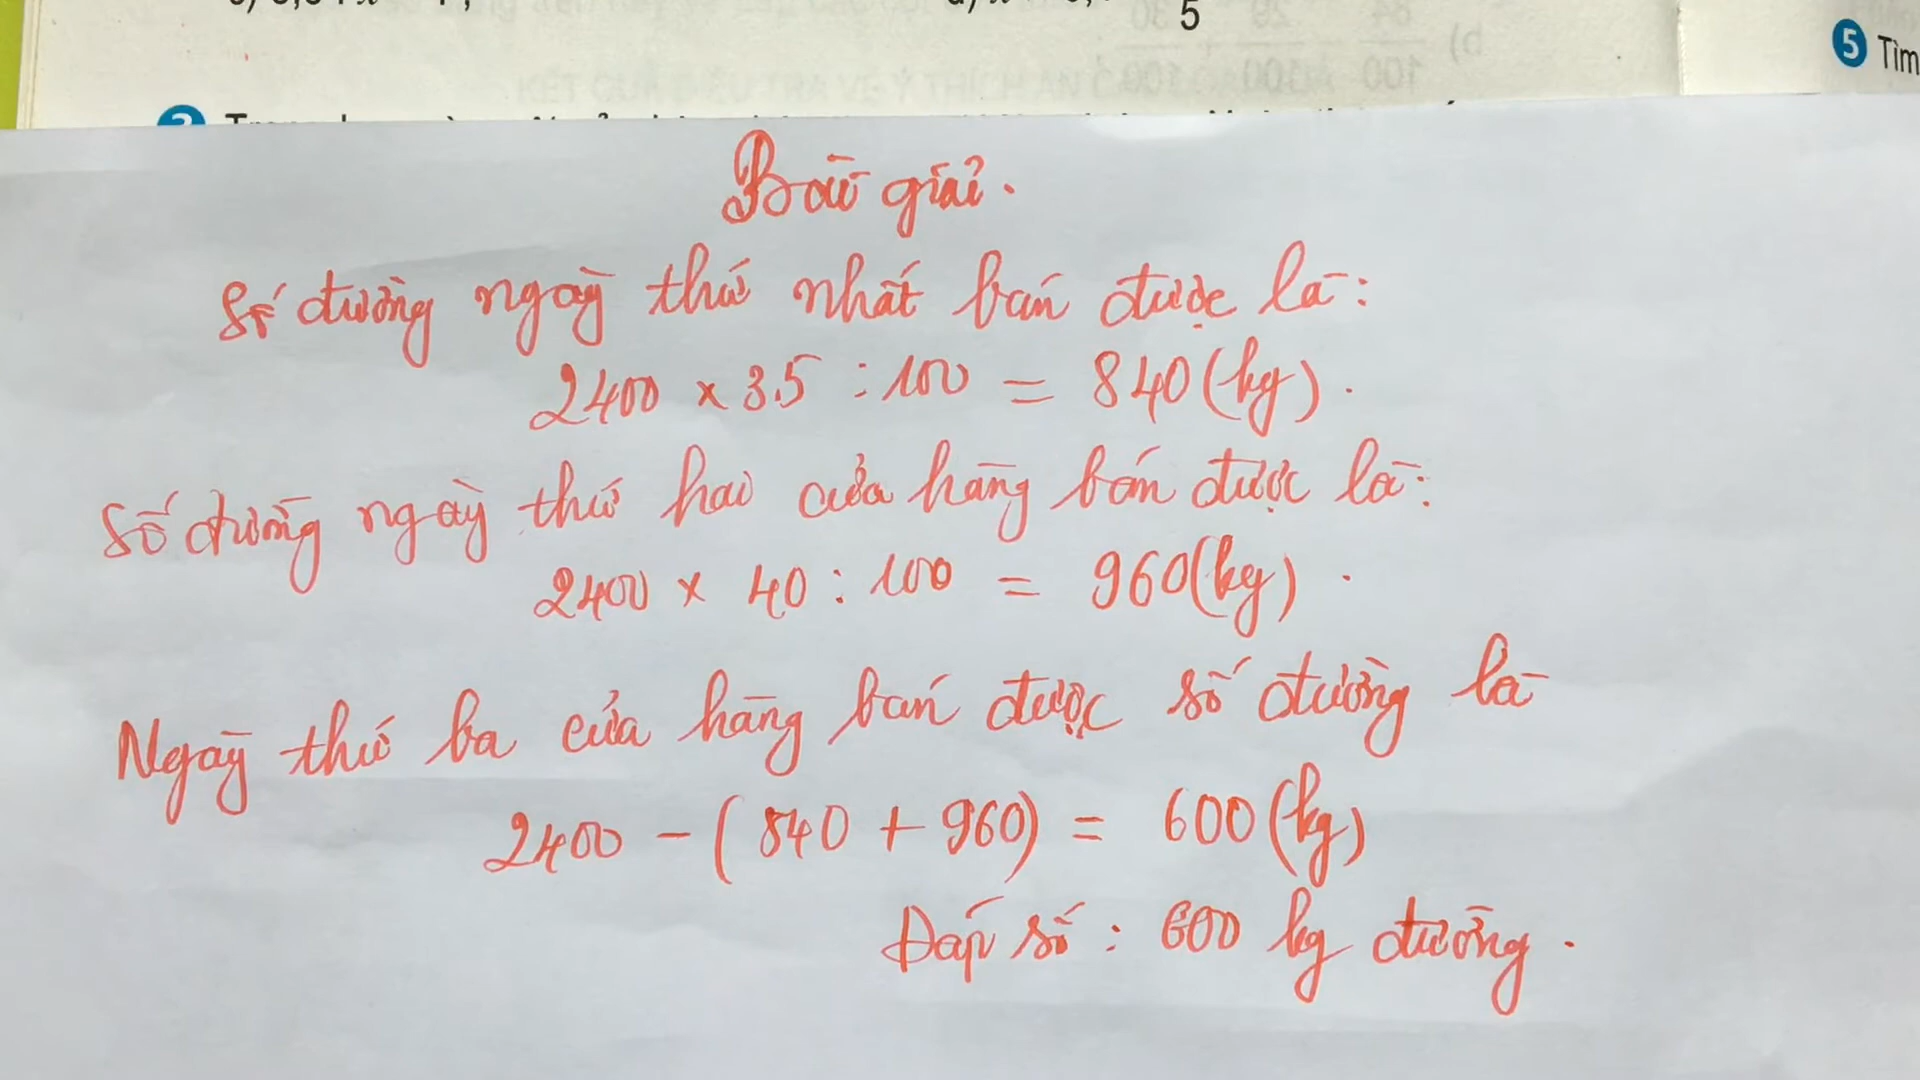 5
5 Tìm
Bài giải.
Số đường ngày thứ nhất bán được là:
2400 × 35 : 100 = 840 (kg).
Số đường ngày thứ hai cửa hàng bán được là:
2400 × 40 : 100 = 960 (kg).
Ngày thứ ba cửa hàng bán được số đường là
2400 - ( 840 + 960) = 600 (kg)
Đáp số : 600 kg đường.